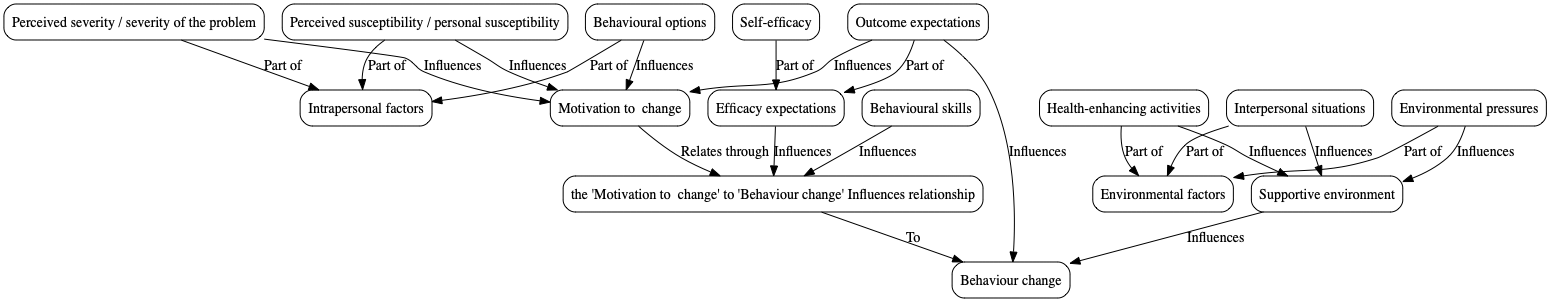 Perceived severity / severity of the problem
Perceived susceptibility / personal susceptibility
Behavioural options
Self-efficacy
Outcome expectations
Part of
Part of
Influences
Influences
Part of
Influences
Part of
Influences
Part of
Intrapersonal factors
Motivation to  change
Efficacy expectations
Behavioural skills
Health-enhancing activities
Interpersonal situations
Environmental pressures
Relates through
Influences
Influences
Influences
Part of
Part of
Influences
Influences
Part of
Influences
the 'Motivation to  change' to 'Behaviour change' Influences relationship
Environmental factors
Supportive environment
To
Influences
Behaviour change